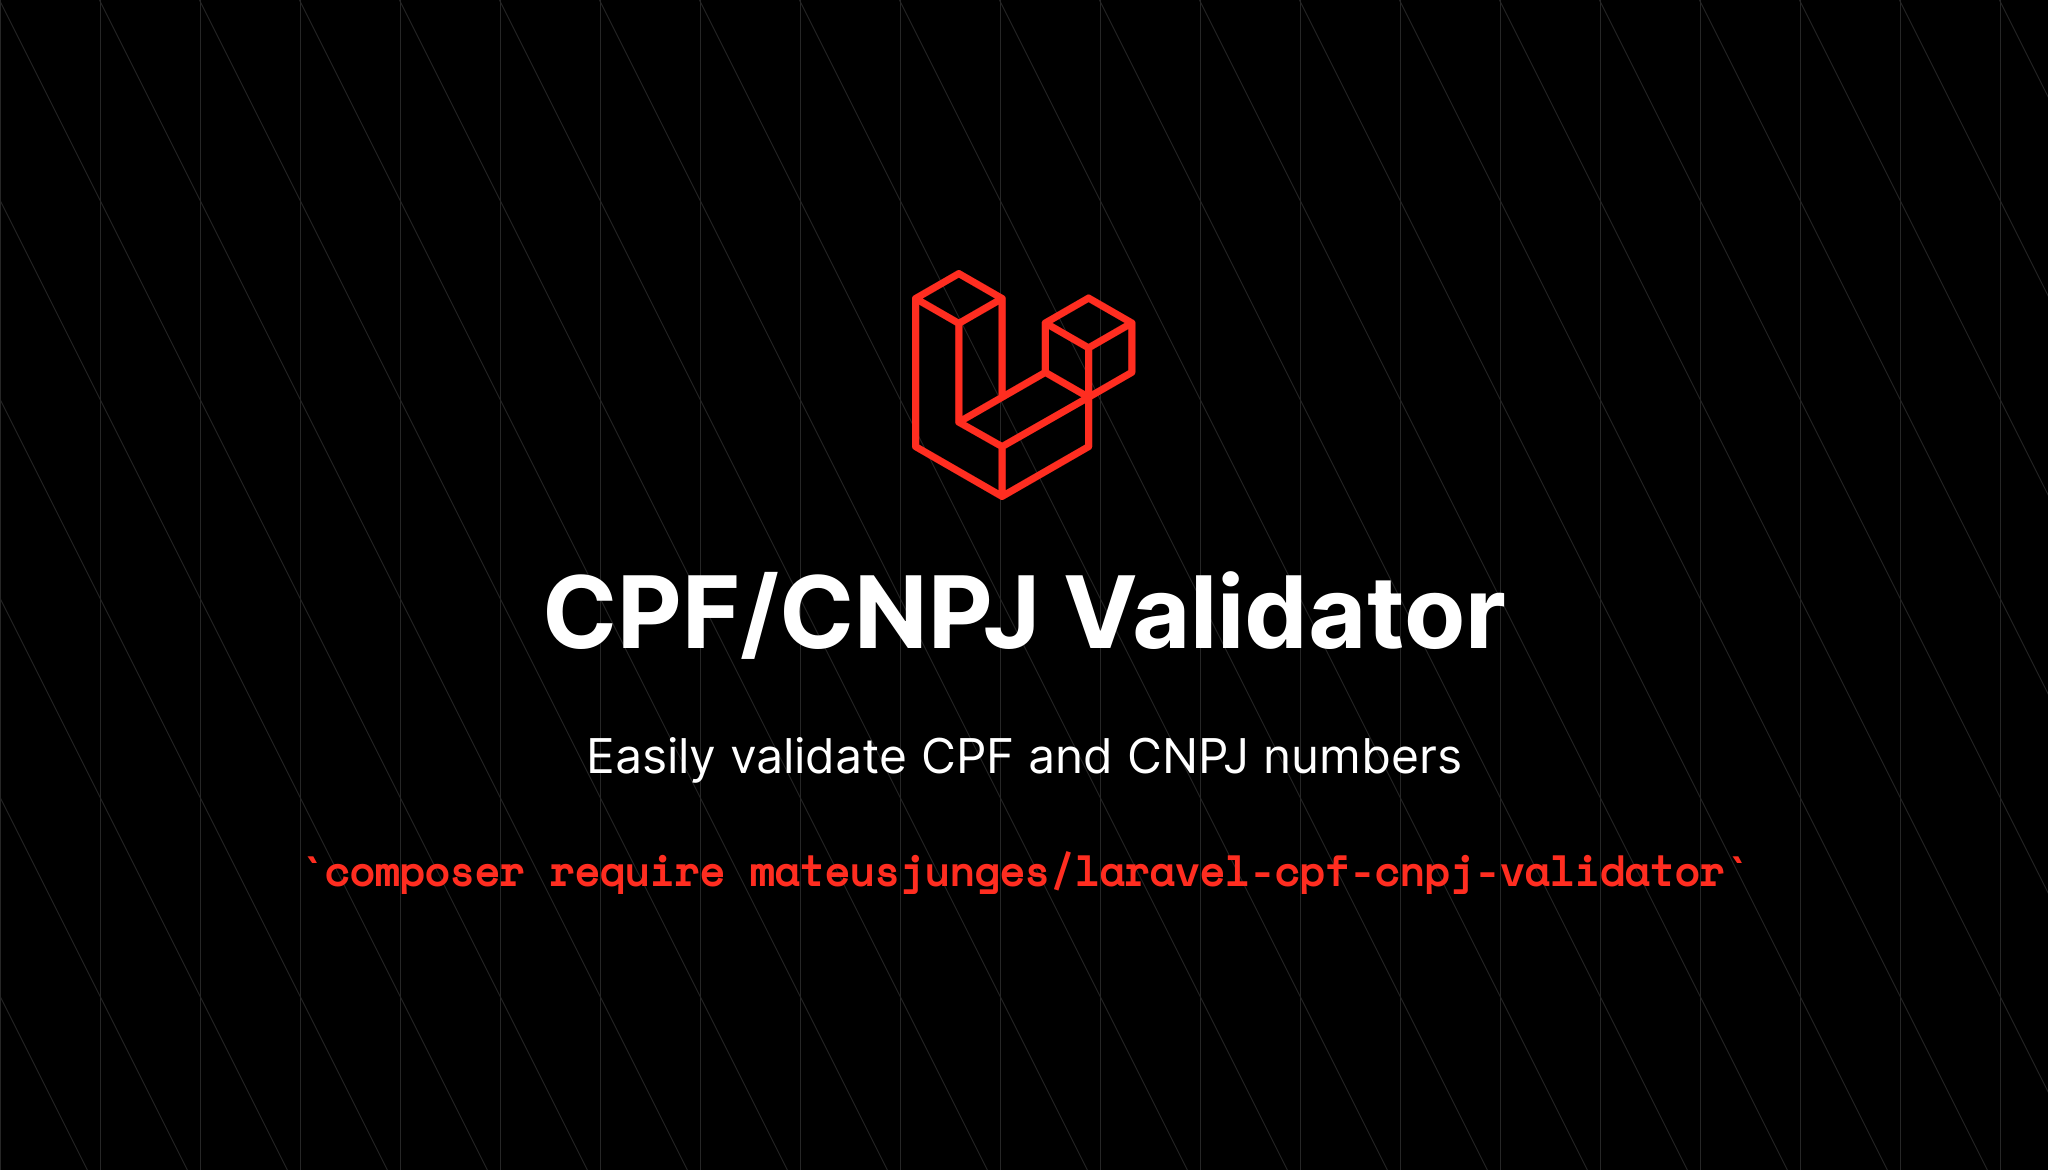 CPF/CNPJ Validator
Easily validate CPF and CNPJ numbers
`composer require mateusjunges/laravel-cpf-cnpj-validator`